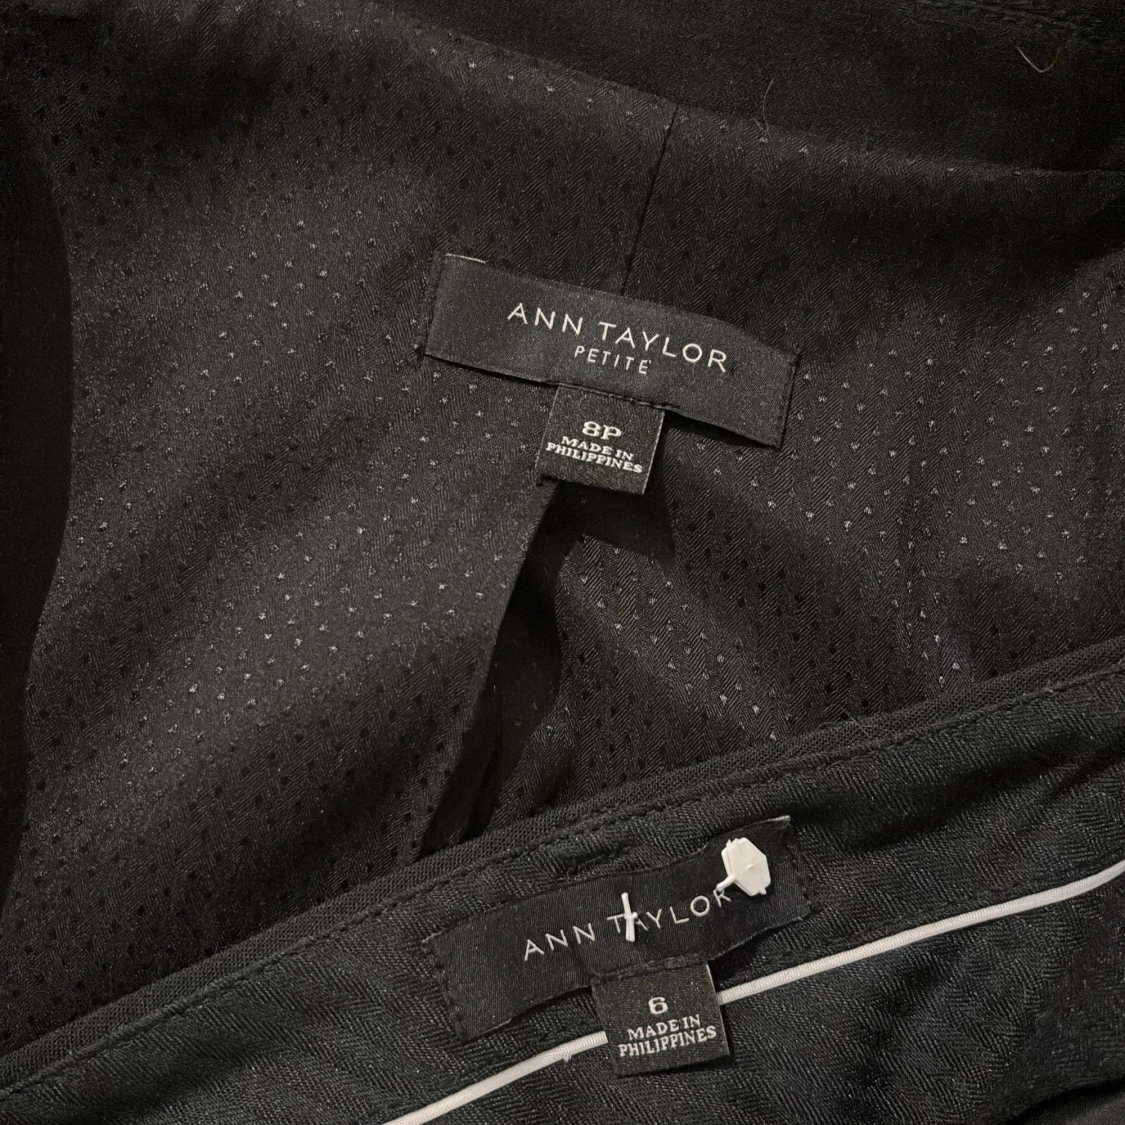 ANN TAYLOR
PETITE
8P
MADE IN
PHILIPPINES
ANN TAYLOR
6
MADE IN
PHILIPPINES